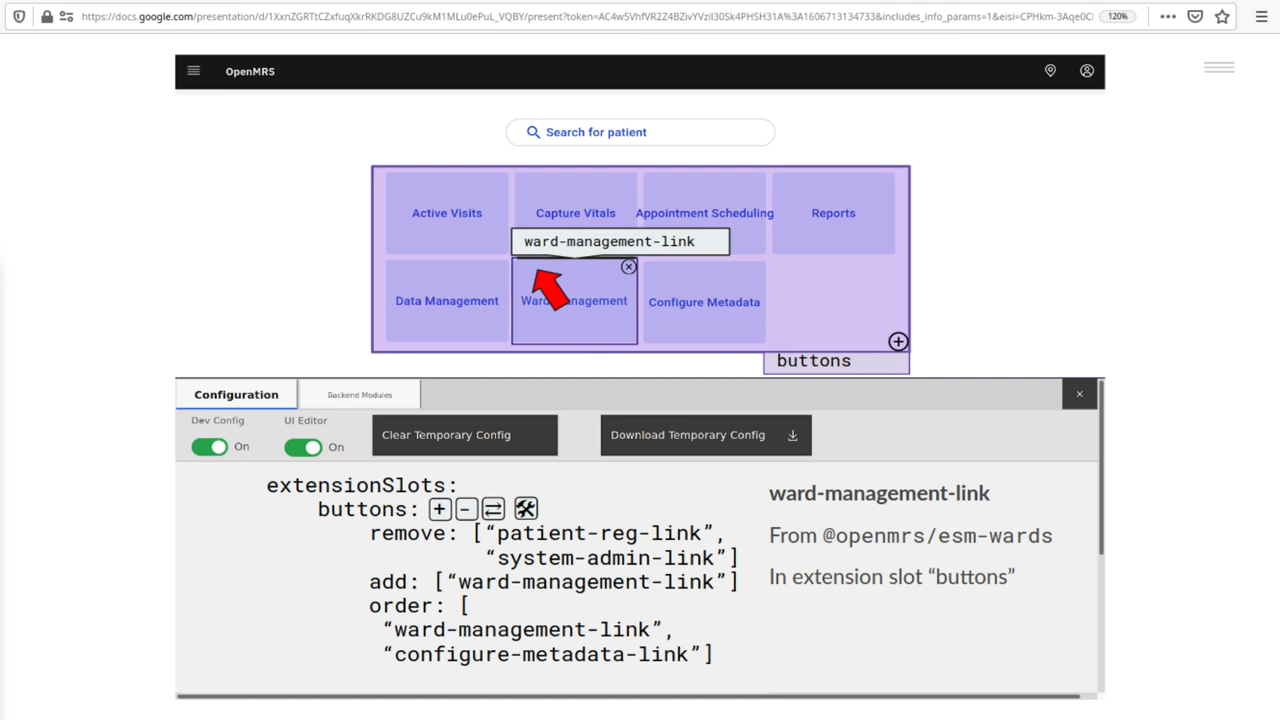 https://docs.google.com/presentation/d/1XxnZGRTtCZxfuqXkrRKDG8UZCu9kM1MLu0ePuL_VQBY/present?token=AC4w5VhfVR2Z4BZivYVziI30Sk4PHSH31A%3A1606713134733&includes_info_params=1&eisi=CPHkm-3Aqe0CI 120%
OpenMRS
Search for patient
Active Visits Capture Vitals Appointment Scheduling Reports
ward-management-link
Data Management Ward Management Configure Metadata
buttons
Configuration Backend Modules
Dev Config UI Editor
On On Clear Temporary Config Download Temporary Config
extensionSlots:
buttons:
remove: [“patient-reg-link”,
“system-admin-link”]
add: [“ward-management-link”]
order: [
“ward-management-link”,
“configure-metadata-link”]
ward-management-link
From @openmrs/esm-wards
In extension slot “buttons”